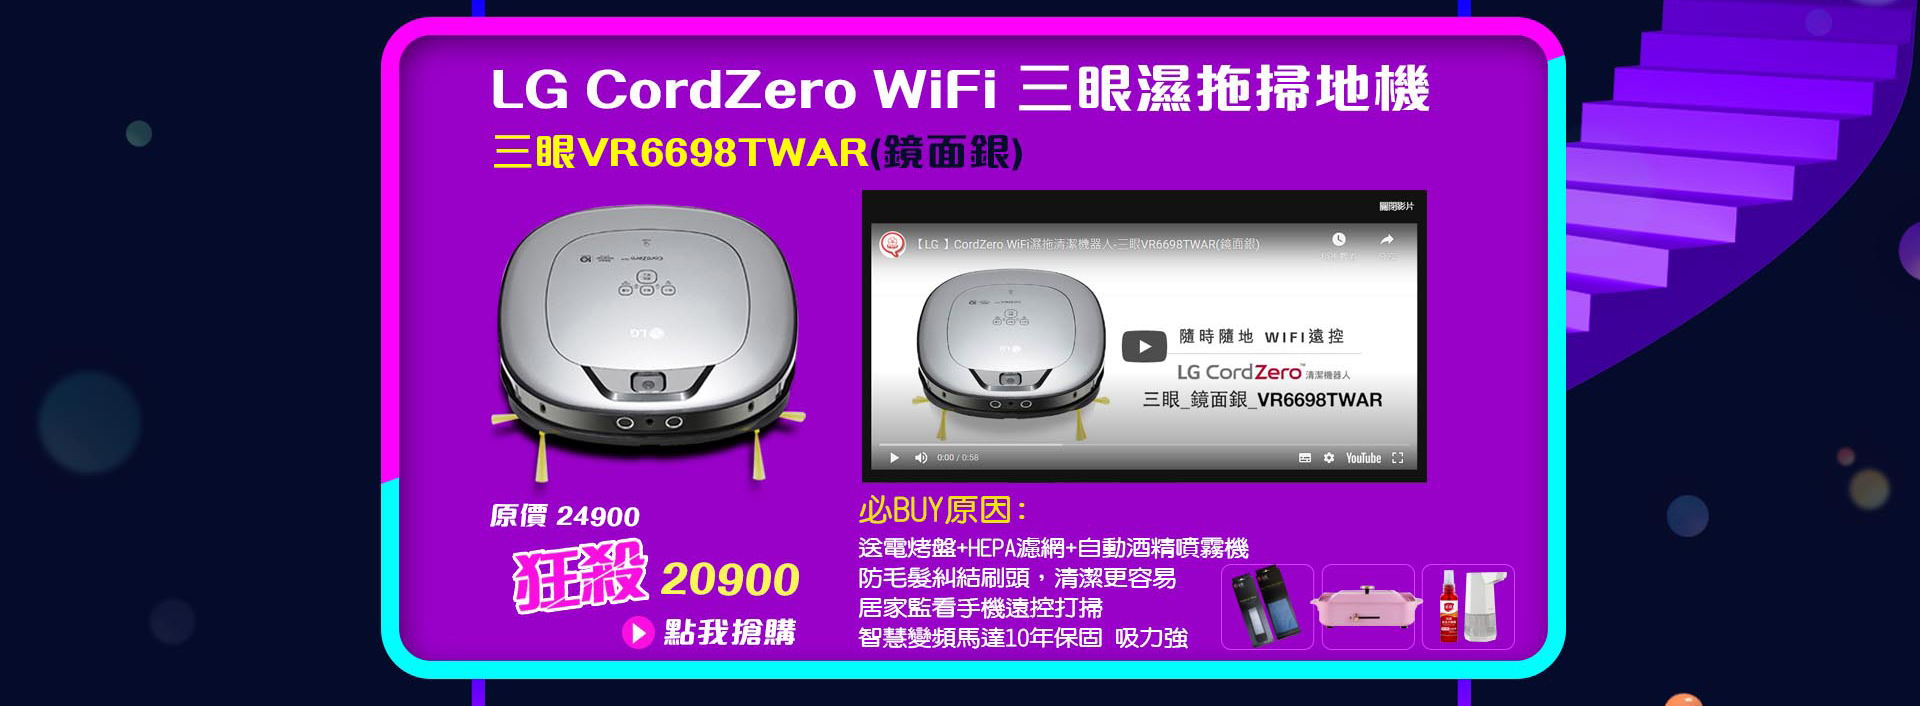 LG CordZero WiFi 三眼濕拖掃地機
三眼VR6698TWAR(鏡面銀)
關閉影片
【LG 】CordZero WiFi濕拖清潔機器人-三眼VR6698TWAR(鏡面銀)
隨時隨地 WIFI遠控
LG CordZero™ 清潔機器人
三眼_鏡面銀_VR6698TWAR
0:00 / 0:58
YouTube
CordZero
LG
原價 24900
狂殺 20900
點我搶購
必BUY原因:
送電烤盤+HEPA濾網+自動酒精噴霧機
防毛髮糾結刷頭，清潔更容易
居家監看手機遠控打掃
智慧變頻馬達10年保固 吸力強